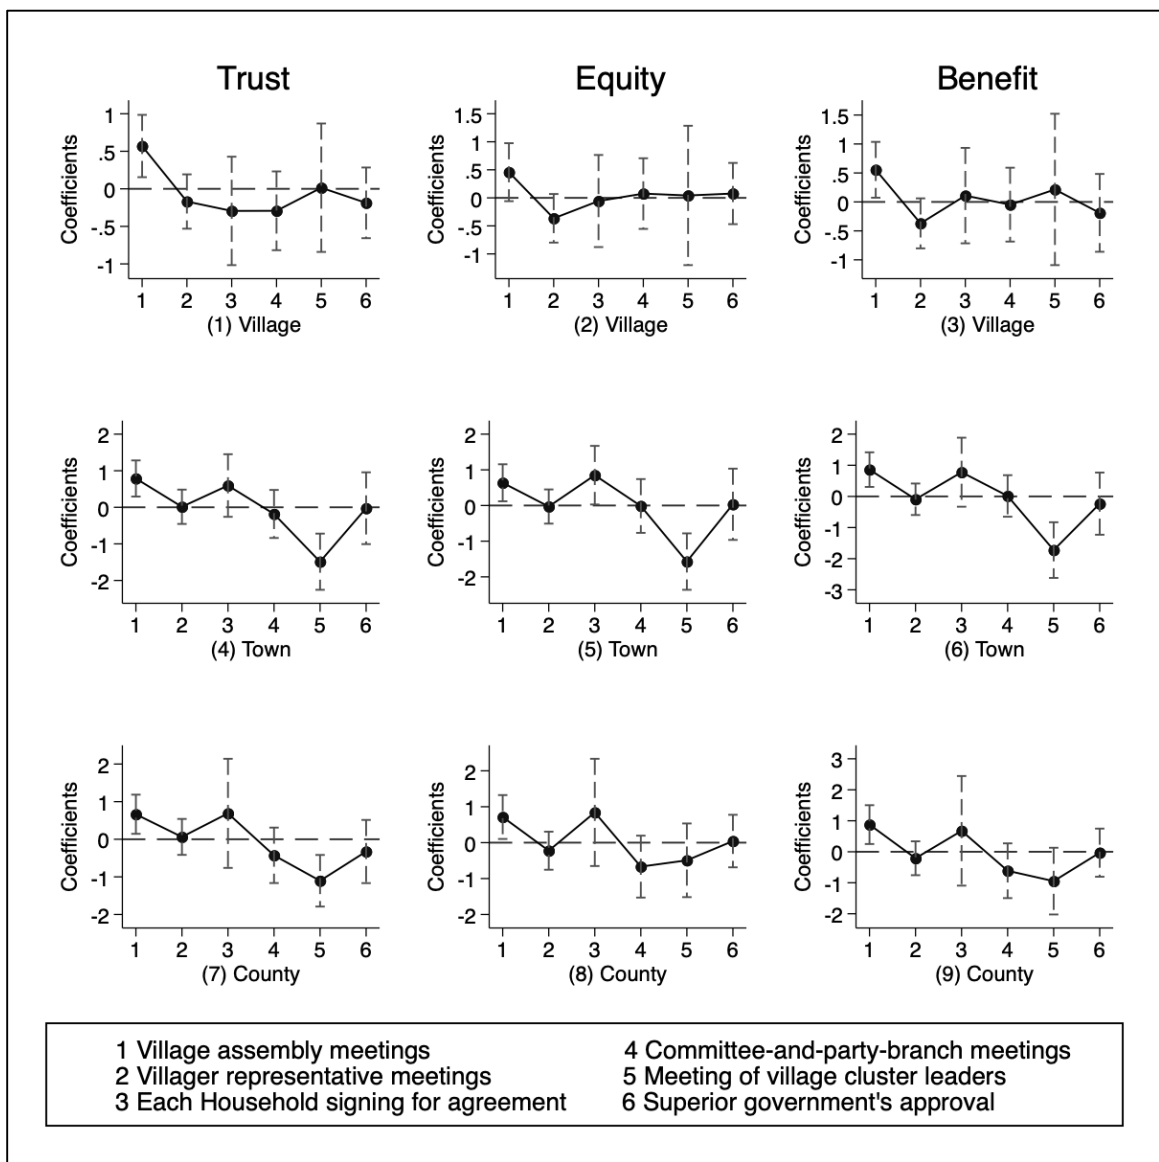 Trust Equity Benefit
Coefficients
1
.5
0
-.5
-1
1 2 3 4 5 6
(1) Village
Coefficients
1.5
1
.5
0
-.5
-1
1 2 3 4 5 6
(2) Village
Coefficients
1.5
1
.5
0
-.5
-1
1 2 3 4 5 6
(3) Village
Coefficients
2
1
0
-1
-2
1 2 3 4 5 6
(4) Town
Coefficients
2
1
0
-1
-2
1 2 3 4 5 6
(5) Town
Coefficients
2
1
0
-1
-2
-3
1 2 3 4 5 6
(6) Town
Coefficients
2
1
0
-1
-2
1 2 3 4 5 6
(7) County
Coefficients
2
1
0
-1
-2
1 2 3 4 5 6
(8) County
Coefficients
3
2
1
0
-1
-2
1 2 3 4 5 6
(9) County
1 Village assembly meetings
2 Villager representative meetings
3 Each Household signing for agreement
4 Committee-and-party-branch meetings
5 Meeting of village cluster leaders
6 Superior government's approval